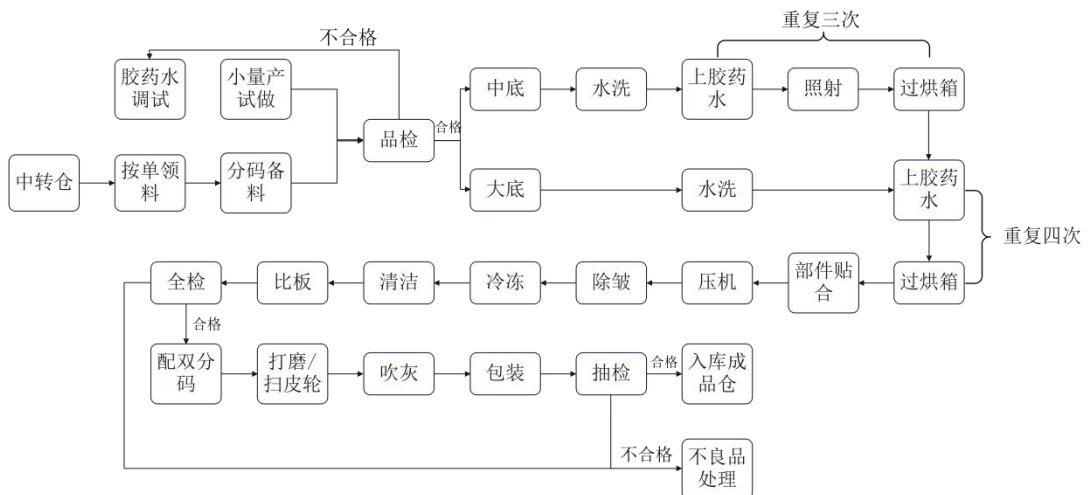 重复三次
不合格
胶药水
调试
小量产
试做
中底
水洗
上胶药
水
照射
过烘箱
品检
合格
中转仓
按单领
料
分码备
料
大底
水洗
上胶药
水
重复四次
全检
比板
清洁
冷冻
除皱
压机
部件贴
合
过烘箱
合格
配双分
码
打磨/
扫皮轮
吹灰
包装
抽检
合格
入库成
品仓
不合格
不良品
处理